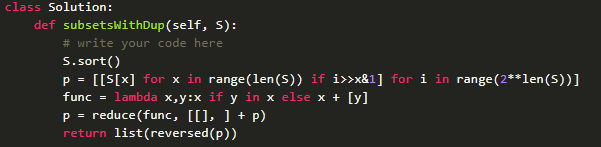 class Solution:
    def subsetsWithDup(self, S):
        # write your code here
        S.sort()
        p = [[S[x] for x in range(len(S)) if i>>x&1] for i in range(2**len(S))]
        func = lambda x,y:x if y in x else x + [y]
        p = reduce(func, [[], ] + p)
        return list(reversed(p))